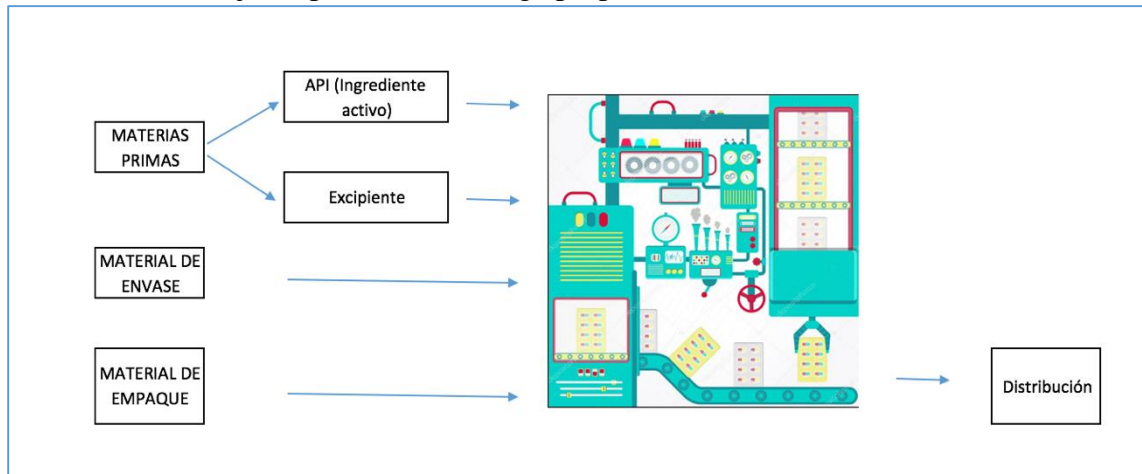 API (Ingrediente
activo)
MATERIAS
PRIMAS
Excipiente
MATERIAL DE
ENVASE
MATERIAL DE
EMPAQUE
Distribución